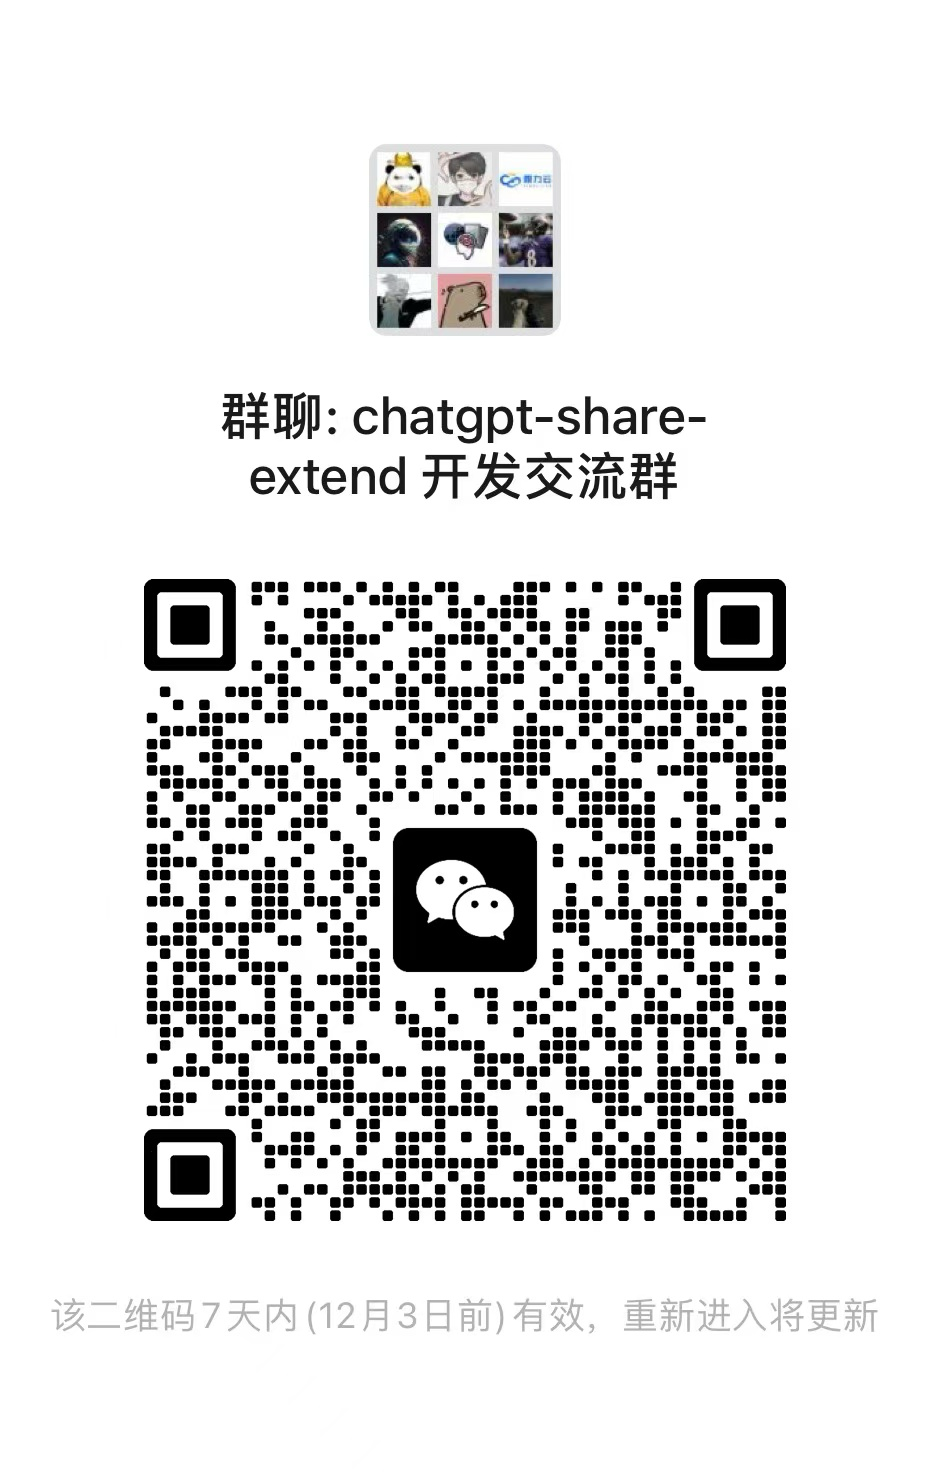 群聊: chatgpt-share-
extend 开发交流群
该二维码7天内(12月3日前)有效，重新进入将更新